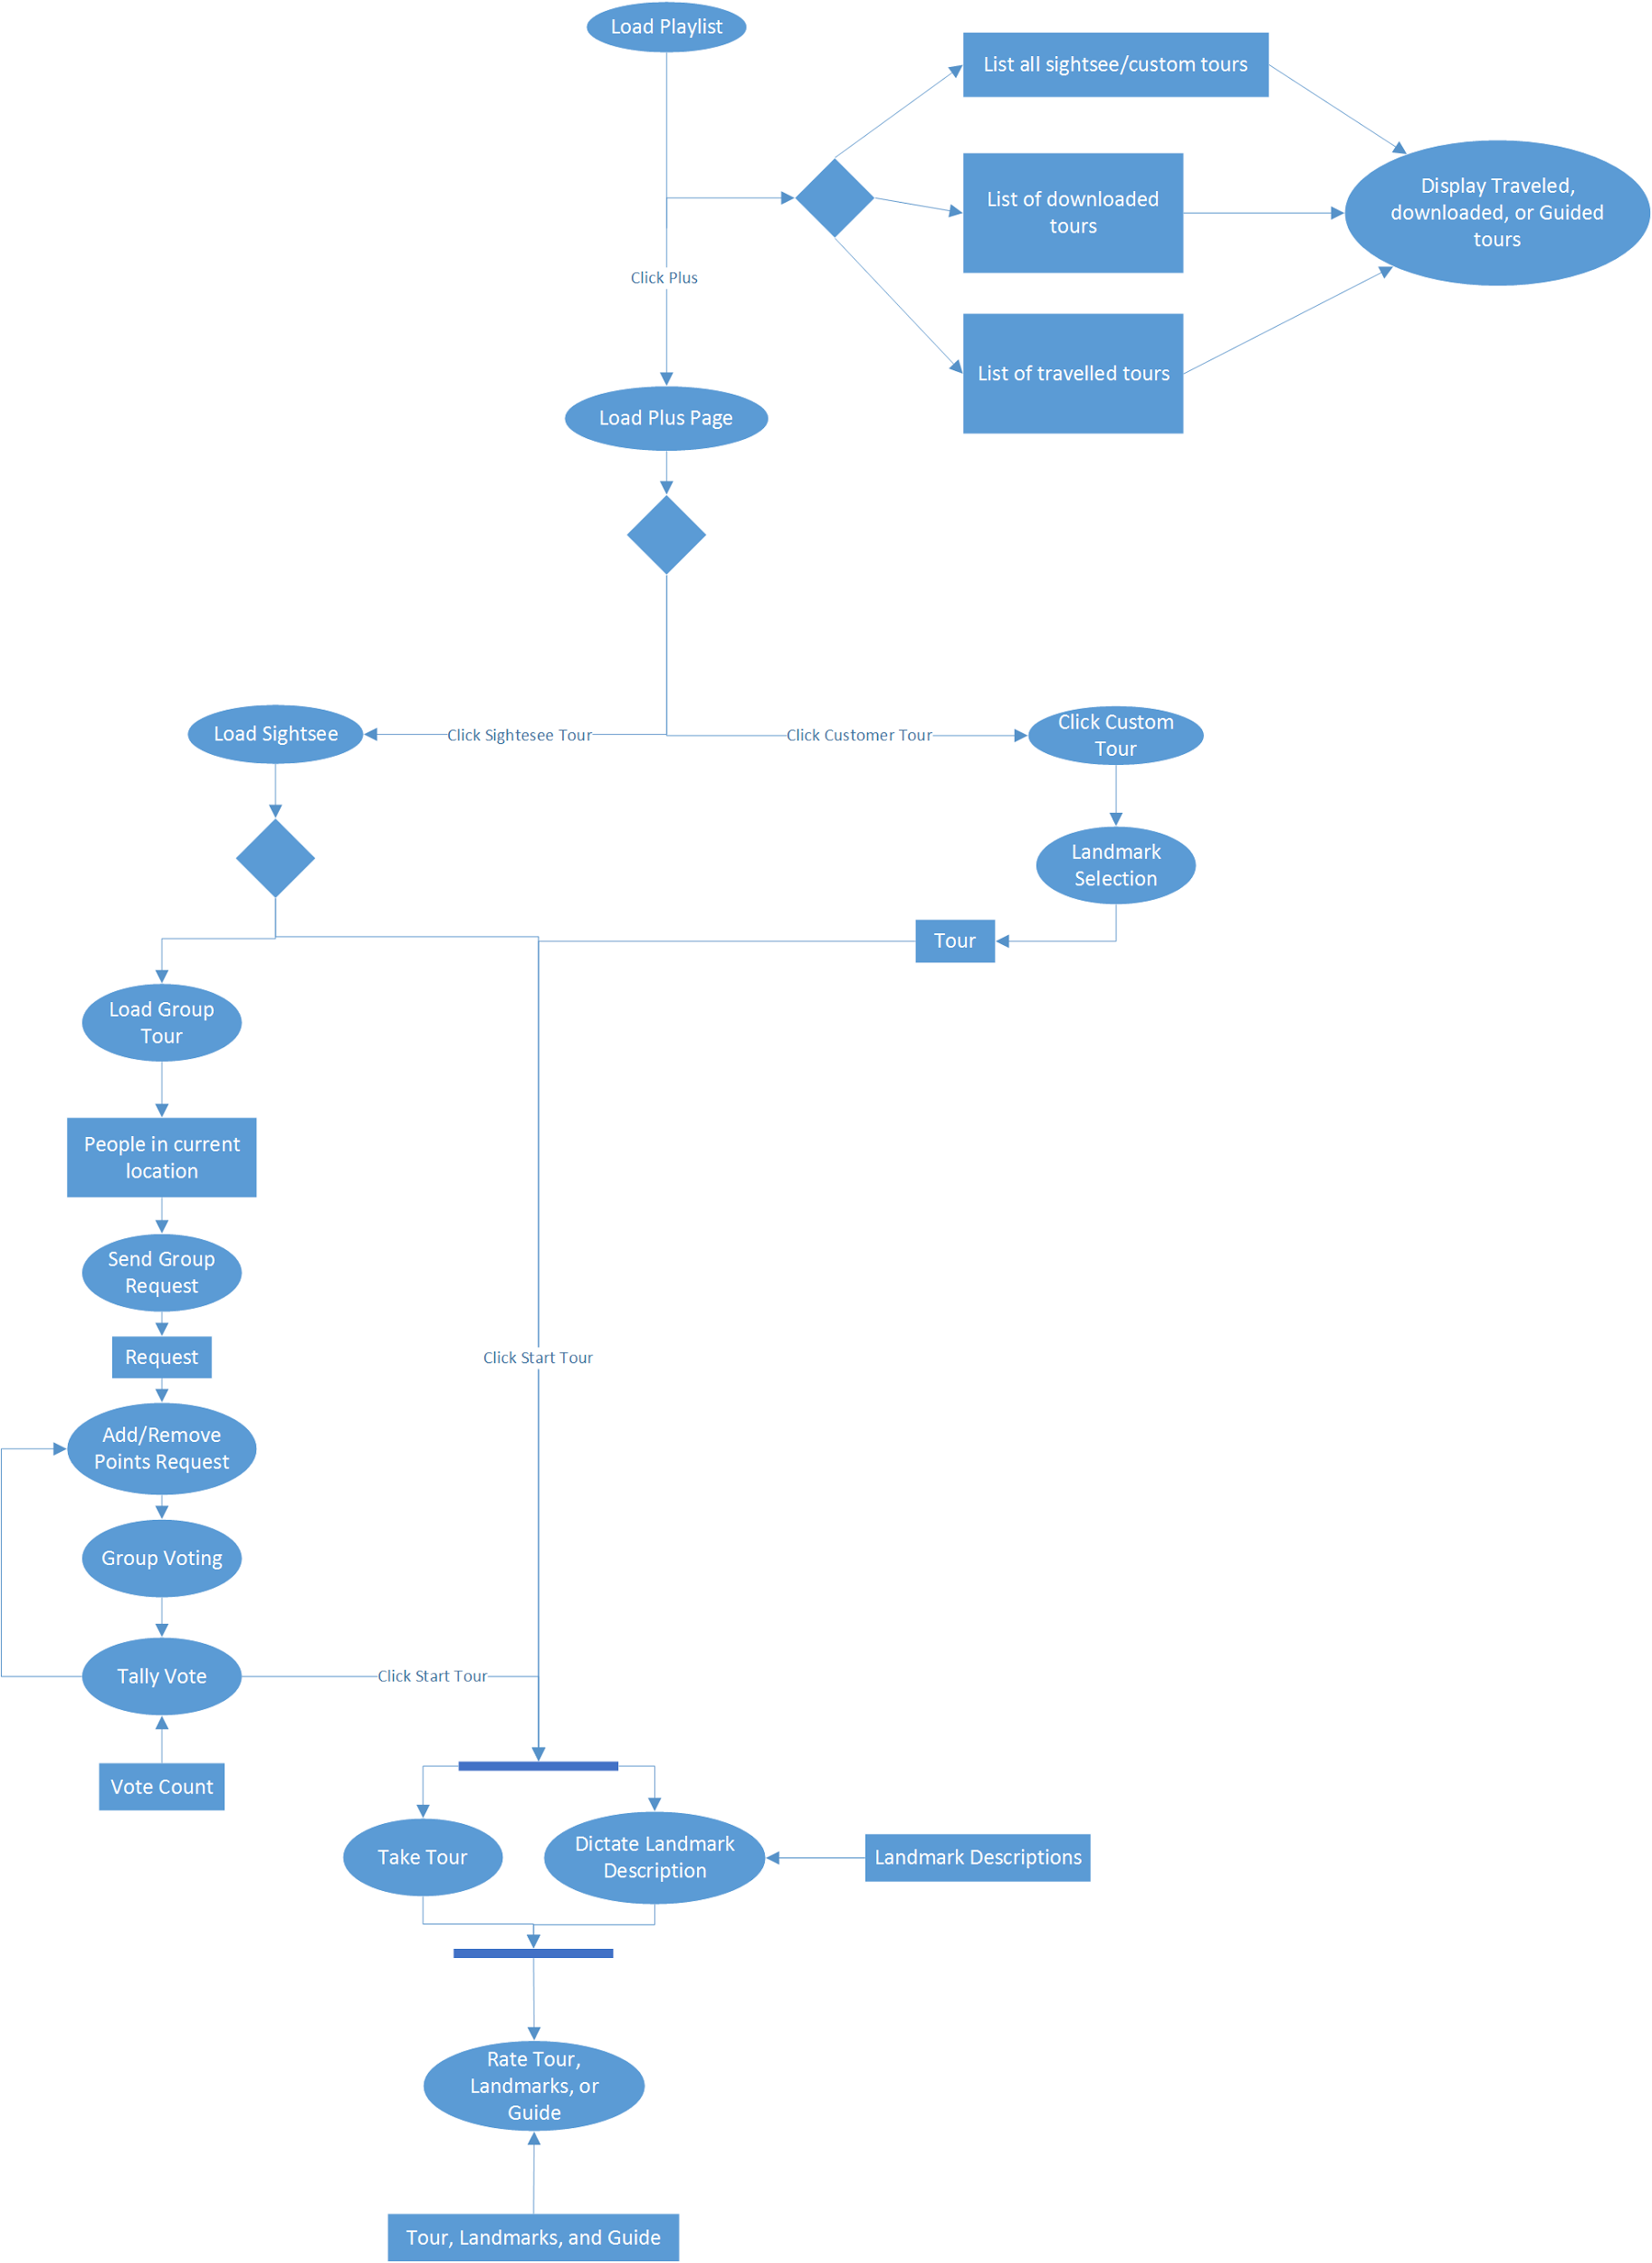 Load Playlist
List all sightsee/custom tours
List of downloaded
tours
Display Traveled,
downloaded, or Guided
tours
Click Plus
List of travelled tours
Load Plus Page
Load Sightsee
Click Sightesee Tour
Click Customer Tour
Click Custom
Tour
Landmark
Selection
Tour
Load Group
Tour
People in current
location
Send Group
Request
Request
Click Start Tour
Add/Remove
Points Request
Group Voting
Tally Vote
Click Start Tour
Vote Count
Take Tour
Dictate Landmark
Description
Landmark Descriptions
Rate Tour,
Landmarks, or
Guide
Tour, Landmarks, and Guide